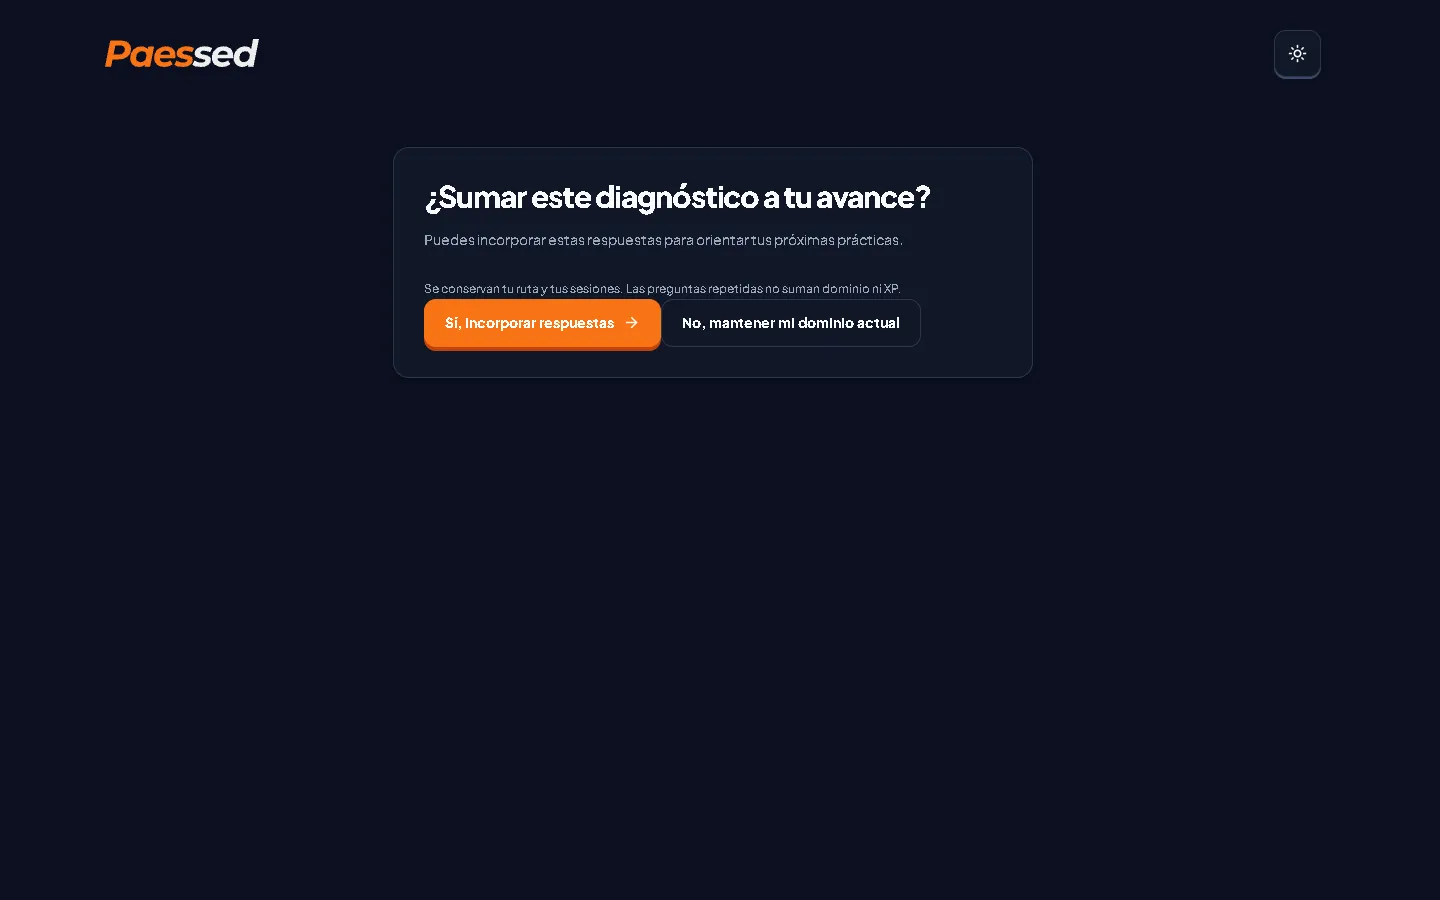 Paessed
¿Sumar este diagnóstico a tu avance?
Puedes incorporar estas respuestas para orientar tus próximas prácticas.
Se conservan tu ruta y tus sesiones. Las preguntas repetidas no suman dominio ni XP.
Sí, incorporar respuestas →
No, mantener mi dominio actual